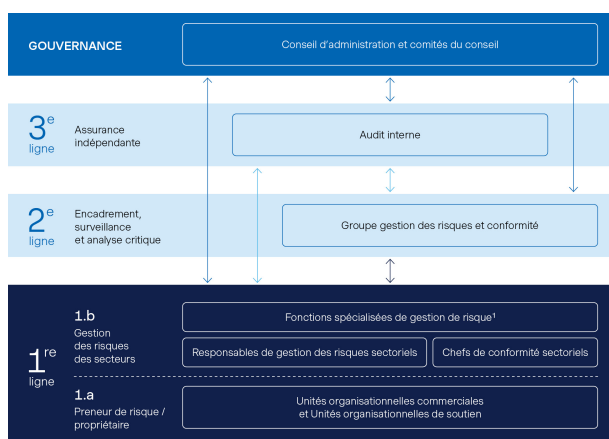 GOUVERNANCE
Conseil d’administration et comités du conseil
3e
ligne
Assurance
indépendante
Audit interne
2e
ligne
Encadrement,
surveillance
et analyse critique
Groupe gestion des risques et conformité
1re
ligne
1.b
Gestion
des risques
des secteurs
Fonctions spécialisées de gestion de risque¹
Responsables de gestion des risques sectoriels
Chefs de conformité sectoriels
1.a
Preneur de risque /
propriétaire
Unités organisationnelles commerciales
et Unités organisationnelles de soutien